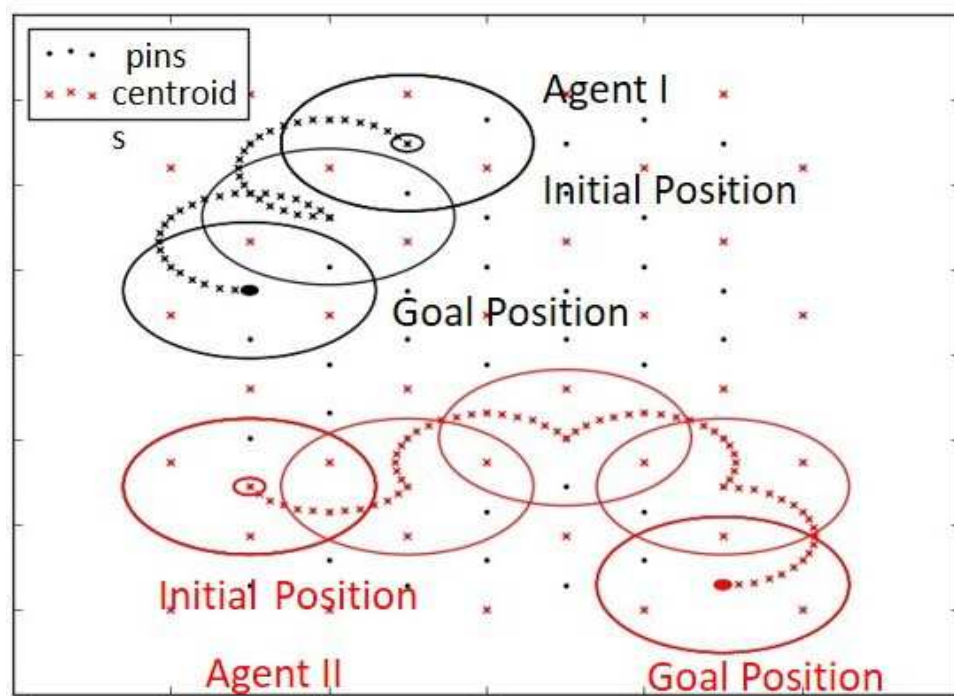 pins
centroid
s
Agent I
Initial Position
Goal Position
Initial Position
Agent II
Goal Position